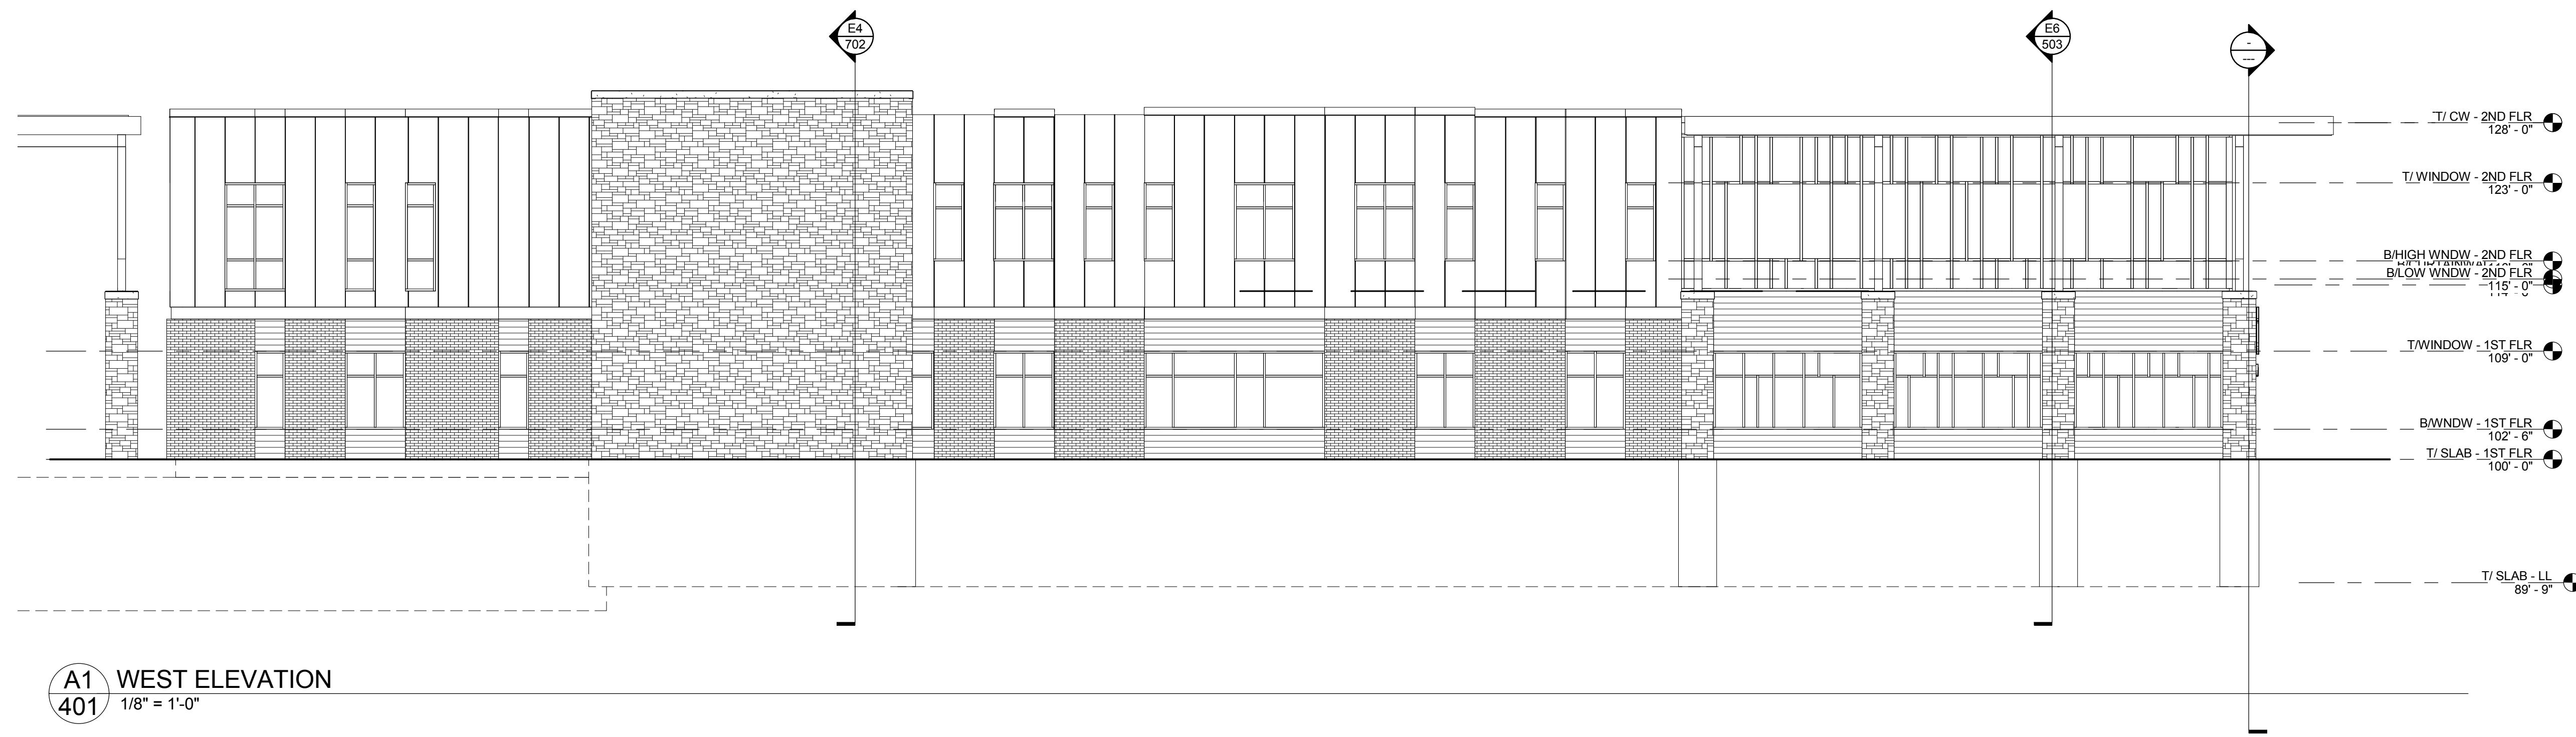 E4
702
E6
503
-
---
T/ CW - 2ND FLR
128' - 0"
T/ WINDOW - 2ND FLR
123' - 0"
B/HIGH WNDW - 2ND FLR
B/LOW WNDW - 2ND FLR
115' - 0"
T/WINDOW - 1ST FLR
109' - 0"
B/WNDW - 1ST FLR
102' - 6"
T/ SLAB - 1ST FLR
100' - 0"
T/ SLAB - LL
89' - 9"
A1
401
WEST ELEVATION
1/8" = 1'-0"